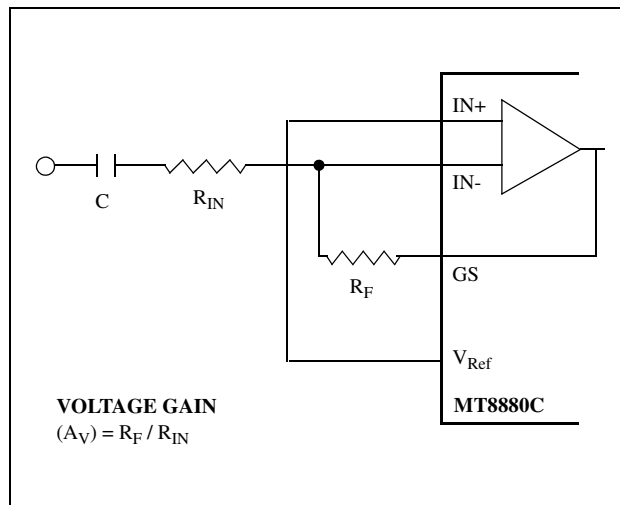 IN+
IN-
C
R_IN
R_F
GS
V_Ref
MT8880C
VOLTAGE GAIN
(A_V) = R_F / R_IN